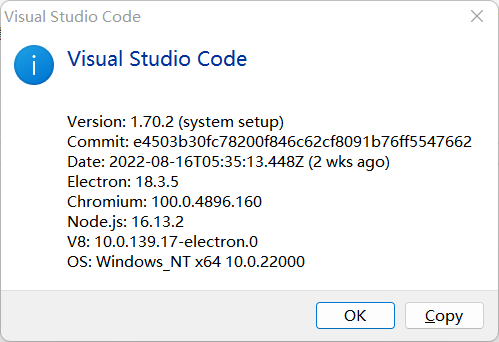 Visual Studio Code
Visual Studio Code
Version: 1.70.2 (system setup)
Commit: e4503b30fc78200f846c62cf8091b76ff5547662
Date: 2022-08-16T05:35:13.448Z (2 wks ago)
Electron: 18.3.5
Chromium: 100.0.4896.160
Node.js: 16.13.2
V8: 10.0.139.17-electron.0
OS: Windows_NT x64 10.0.22000
OK
Copy